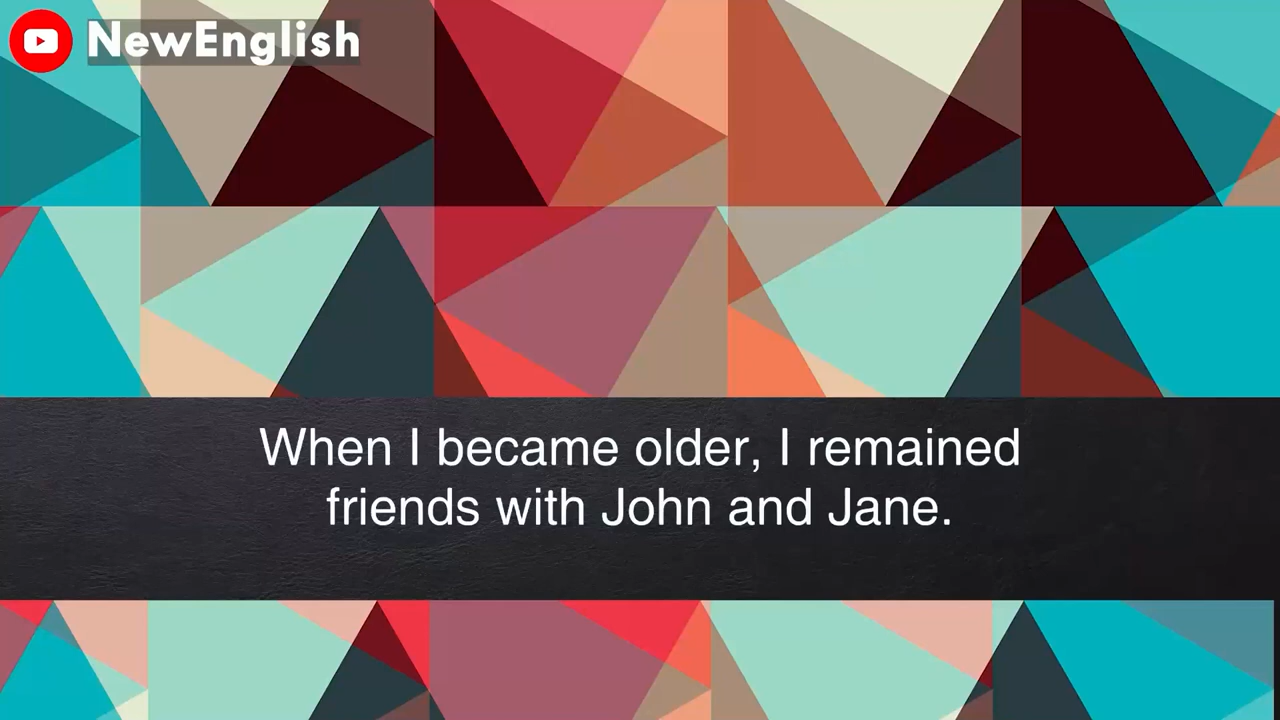 NewEnglish
When I became older, I remained
friends with John and Jane.